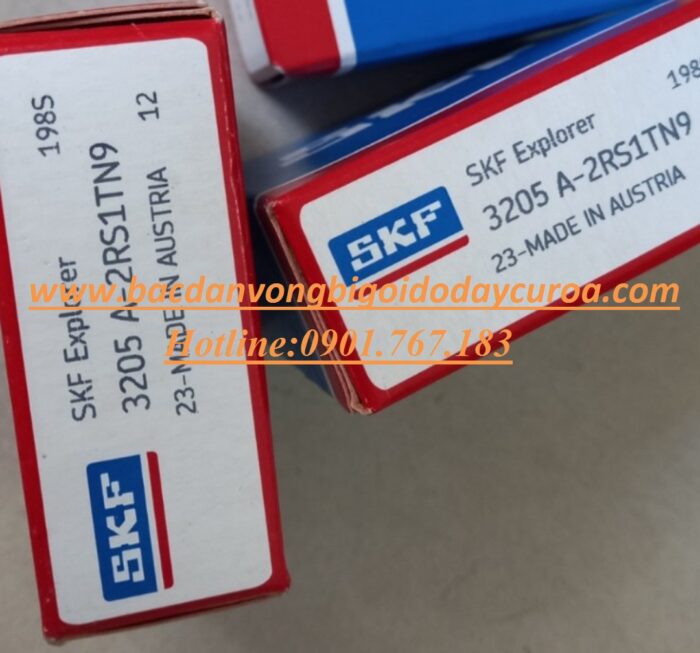 198S
12
SKF Explorer
3205 A-2RS1TN9
23-MADE IN AUSTRIA
SKF
198
SKF Explorer
3205 A-2RS1TN9
23-MADE IN AUSTRIA
SKF
www.bacdanvongbigoidodaycuroa.com
Hotline:0901.767.183